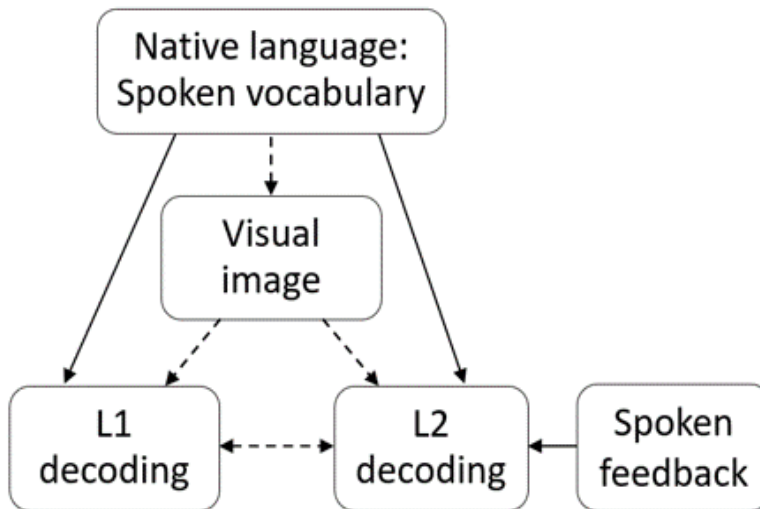 Native language:
Spoken vocabulary
Visual
image
L1
decoding
L2
decoding
Spoken
feedback